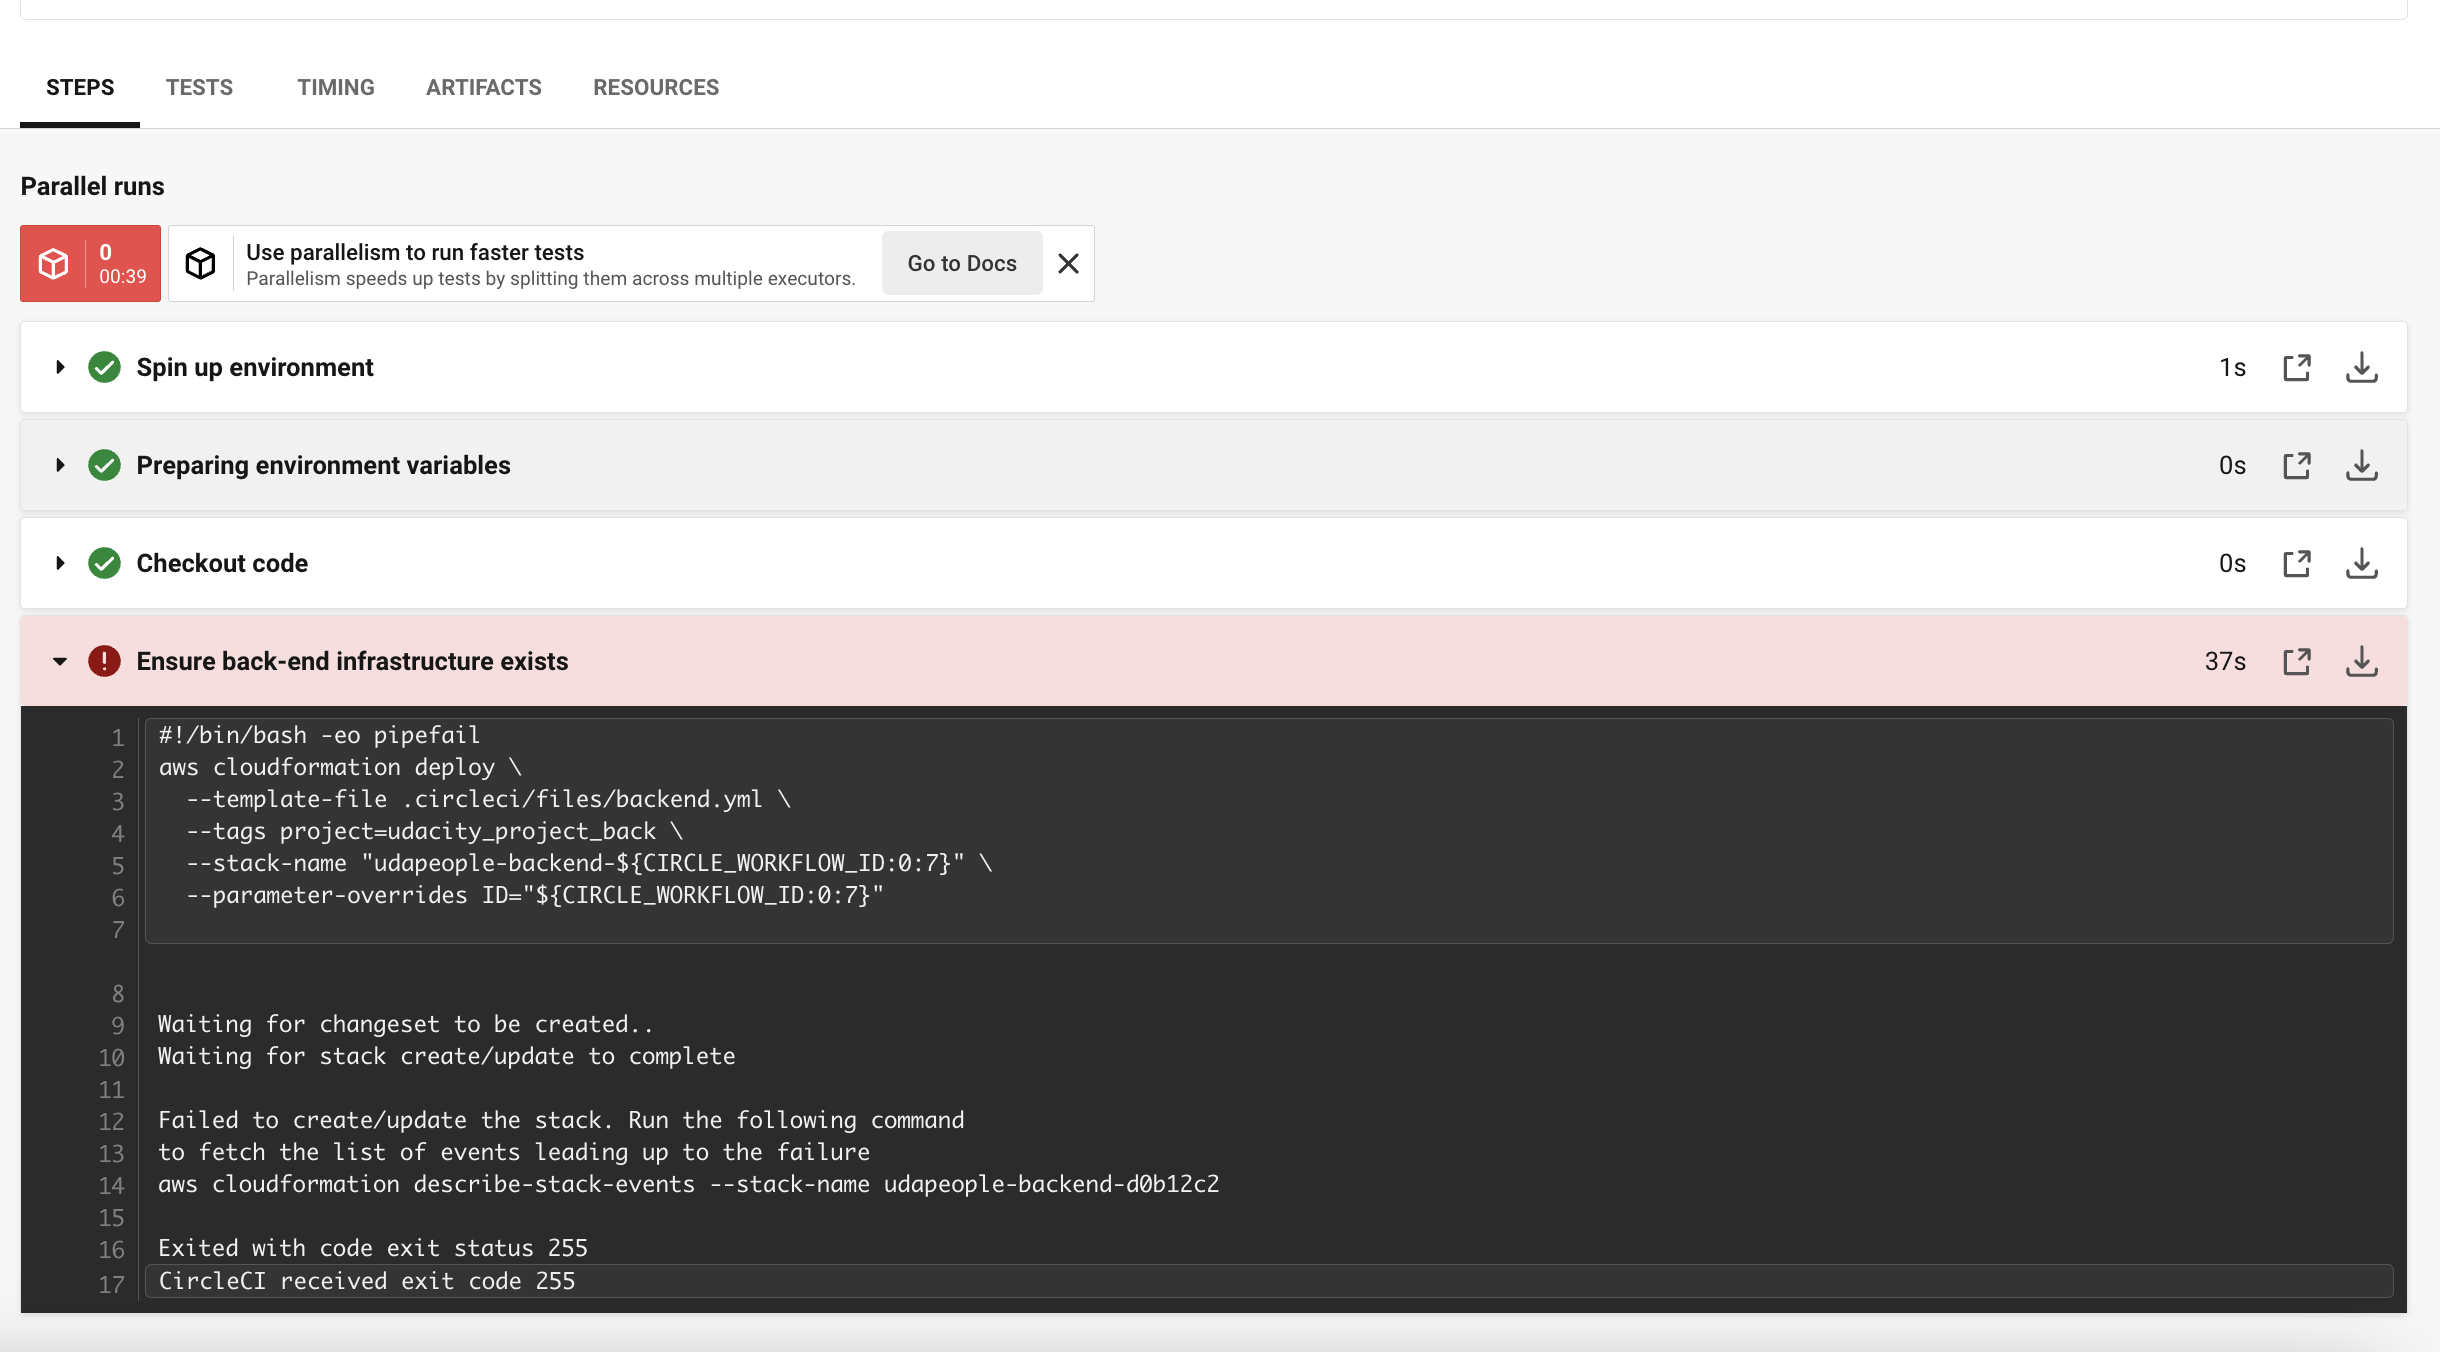 STEPS TESTS TIMING ARTIFACTS RESOURCES
Parallel runs
0
00:39
Use parallelism to run faster tests
Parallelism speeds up tests by splitting them across multiple executors.
Go to Docs
Spin up environment 1s
Preparing environment variables 0s
Checkout code 0s
Ensure back-end infrastructure exists 37s
1 #!/bin/bash -eo pipefail
2 aws cloudformation deploy \
3   --template-file .circleci/files/backend.yml \
4   --tags project=udacity_project_back \
5   --stack-name "udapeople-backend-${CIRCLE_WORKFLOW_ID:0:7}" \
6   --parameter-overrides ID="${CIRCLE_WORKFLOW_ID:0:7}"
7
8
9 Waiting for changeset to be created..
10 Waiting for stack create/update to complete
11
12 Failed to create/update the stack. Run the following command
13 to fetch the list of events leading up to the failure
14 aws cloudformation describe-stack-events --stack-name udapeople-backend-d0b12c2
15
16 Exited with code exit status 255
17 CircleCI received exit code 255